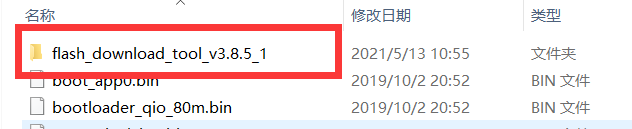 名称 修改日期 类型
flash_download_tool_v3.8.5_1 2021/5/13 10:55 文件夹
boot_app0.bin 2019/10/2 20:52 BIN 文件
bootloader_qio_80m.bin 2019/10/2 20:52 BIN 文件